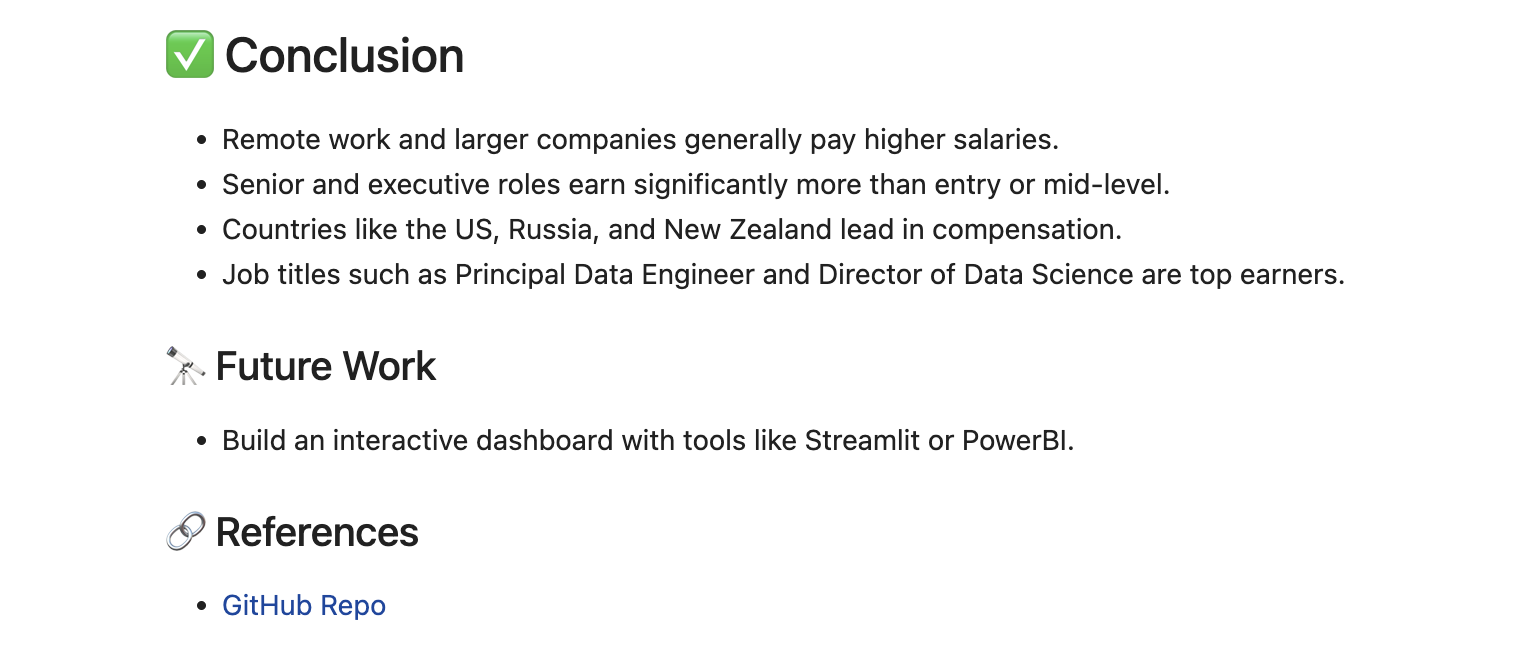 ✅ Conclusion
• Remote work and larger companies generally pay higher salaries.
• Senior and executive roles earn significantly more than entry or mid-level.
• Countries like the US, Russia, and New Zealand lead in compensation.
• Job titles such as Principal Data Engineer and Director of Data Science are top earners.
🔭 Future Work
• Build an interactive dashboard with tools like Streamlit or PowerBI.
🔗 References
• GitHub Repo